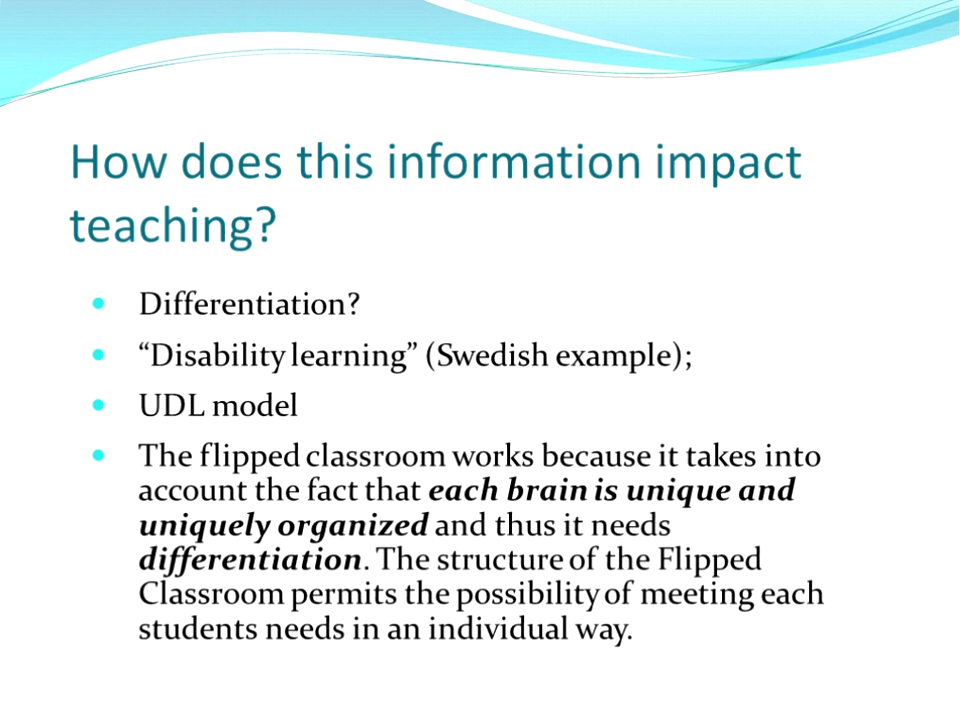 How does this information impact
teaching?
• Differentiation?
• “Disability learning” (Swedish example);
• UDL model
• The flipped classroom works because it takes into
account the fact that each brain is unique and
uniquely organized and thus it needs
differentiation. The structure of the Flipped
Classroom permits the possibility of meeting each
students needs in an individual way.